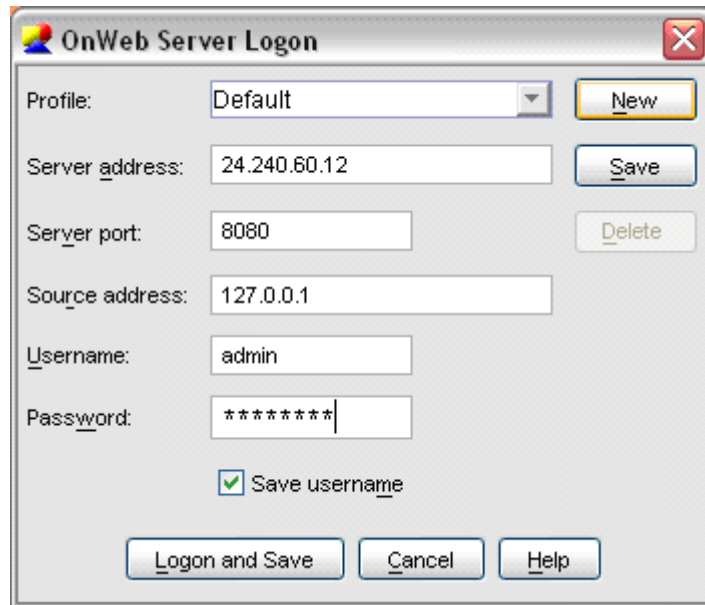 OnWeb Server Logon
Profile: Default New
Server address: 24.240.60.12 Save
Server port: 8080 Delete
Source address: 127.0.0.1
Username: admin
Password: ********
Save username
Logon and Save Cancel Help